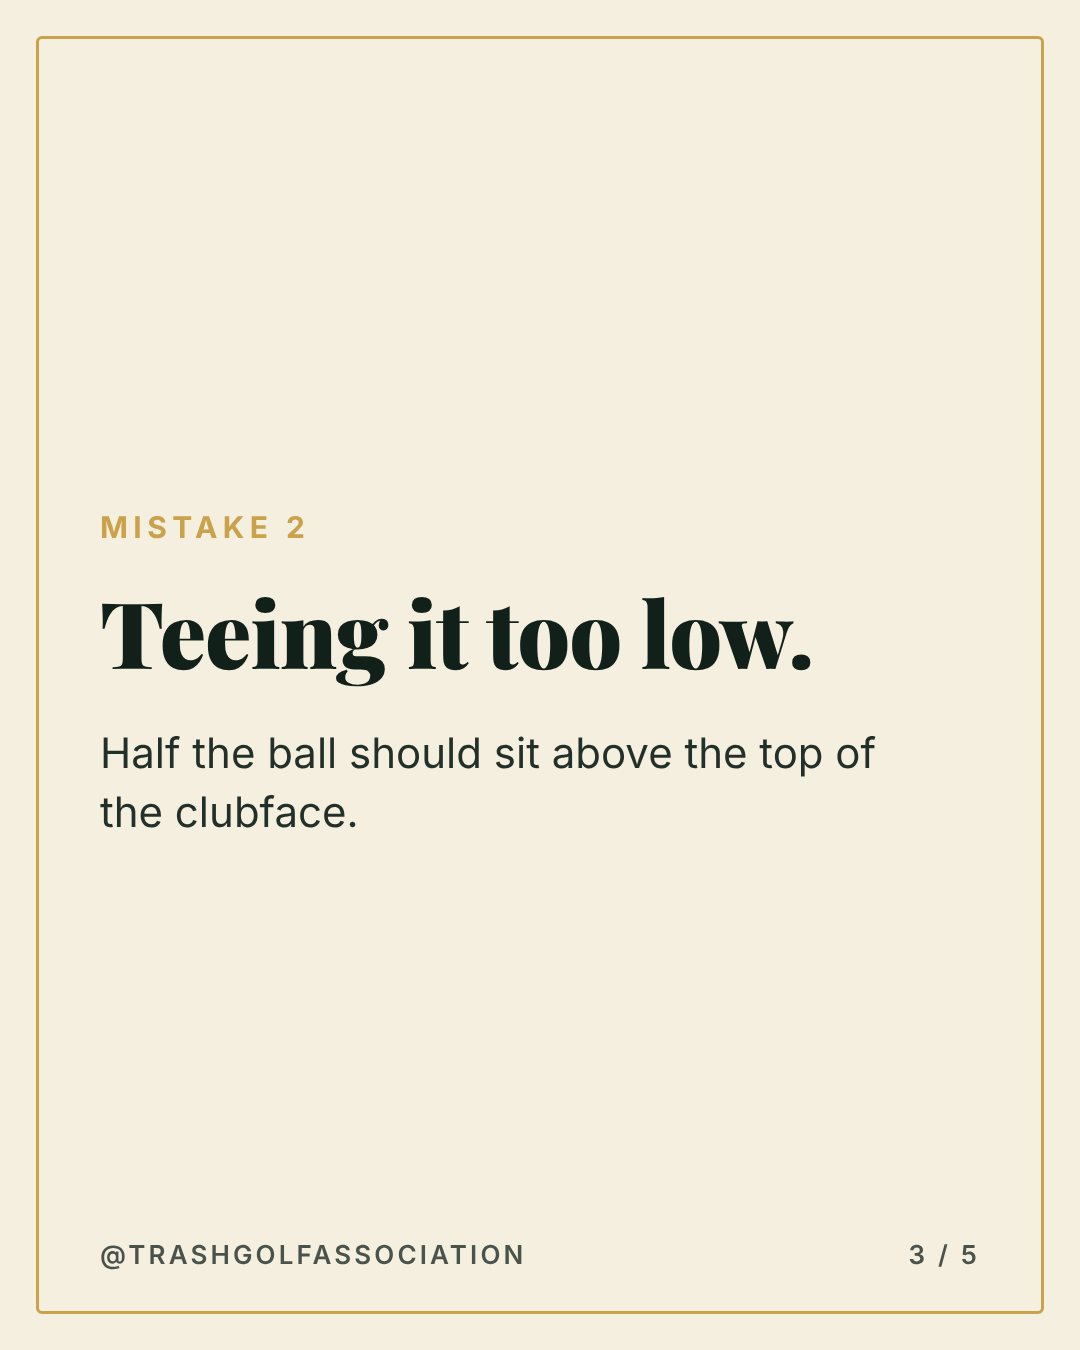 MISTAKE 2
Teeing it too low.
Half the ball should sit above the top of
the clubface.
@TRASHGOLFASSOCIATION
3 / 5